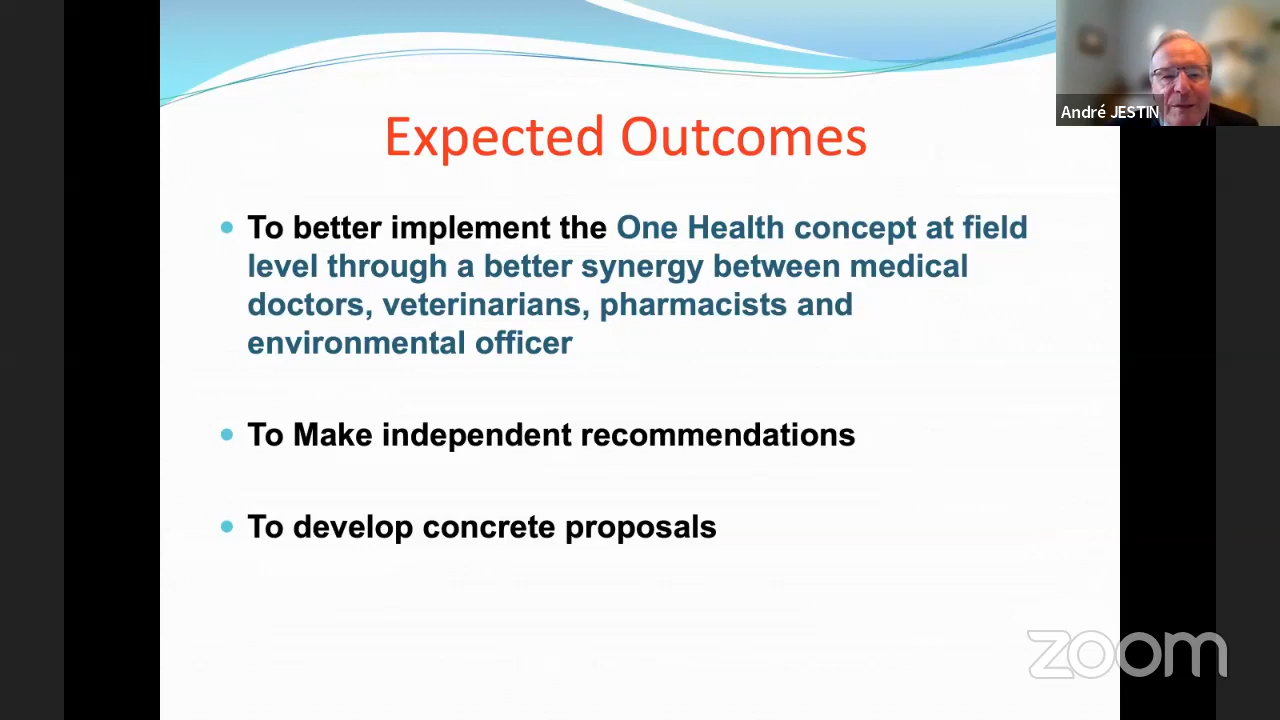 André JESTIN
Expected Outcomes
• To better implement the One Health concept at field
level through a better synergy between medical
doctors, veterinarians, pharmacists and
environmental officer
• To Make independent recommendations
• To develop concrete proposals
zoom